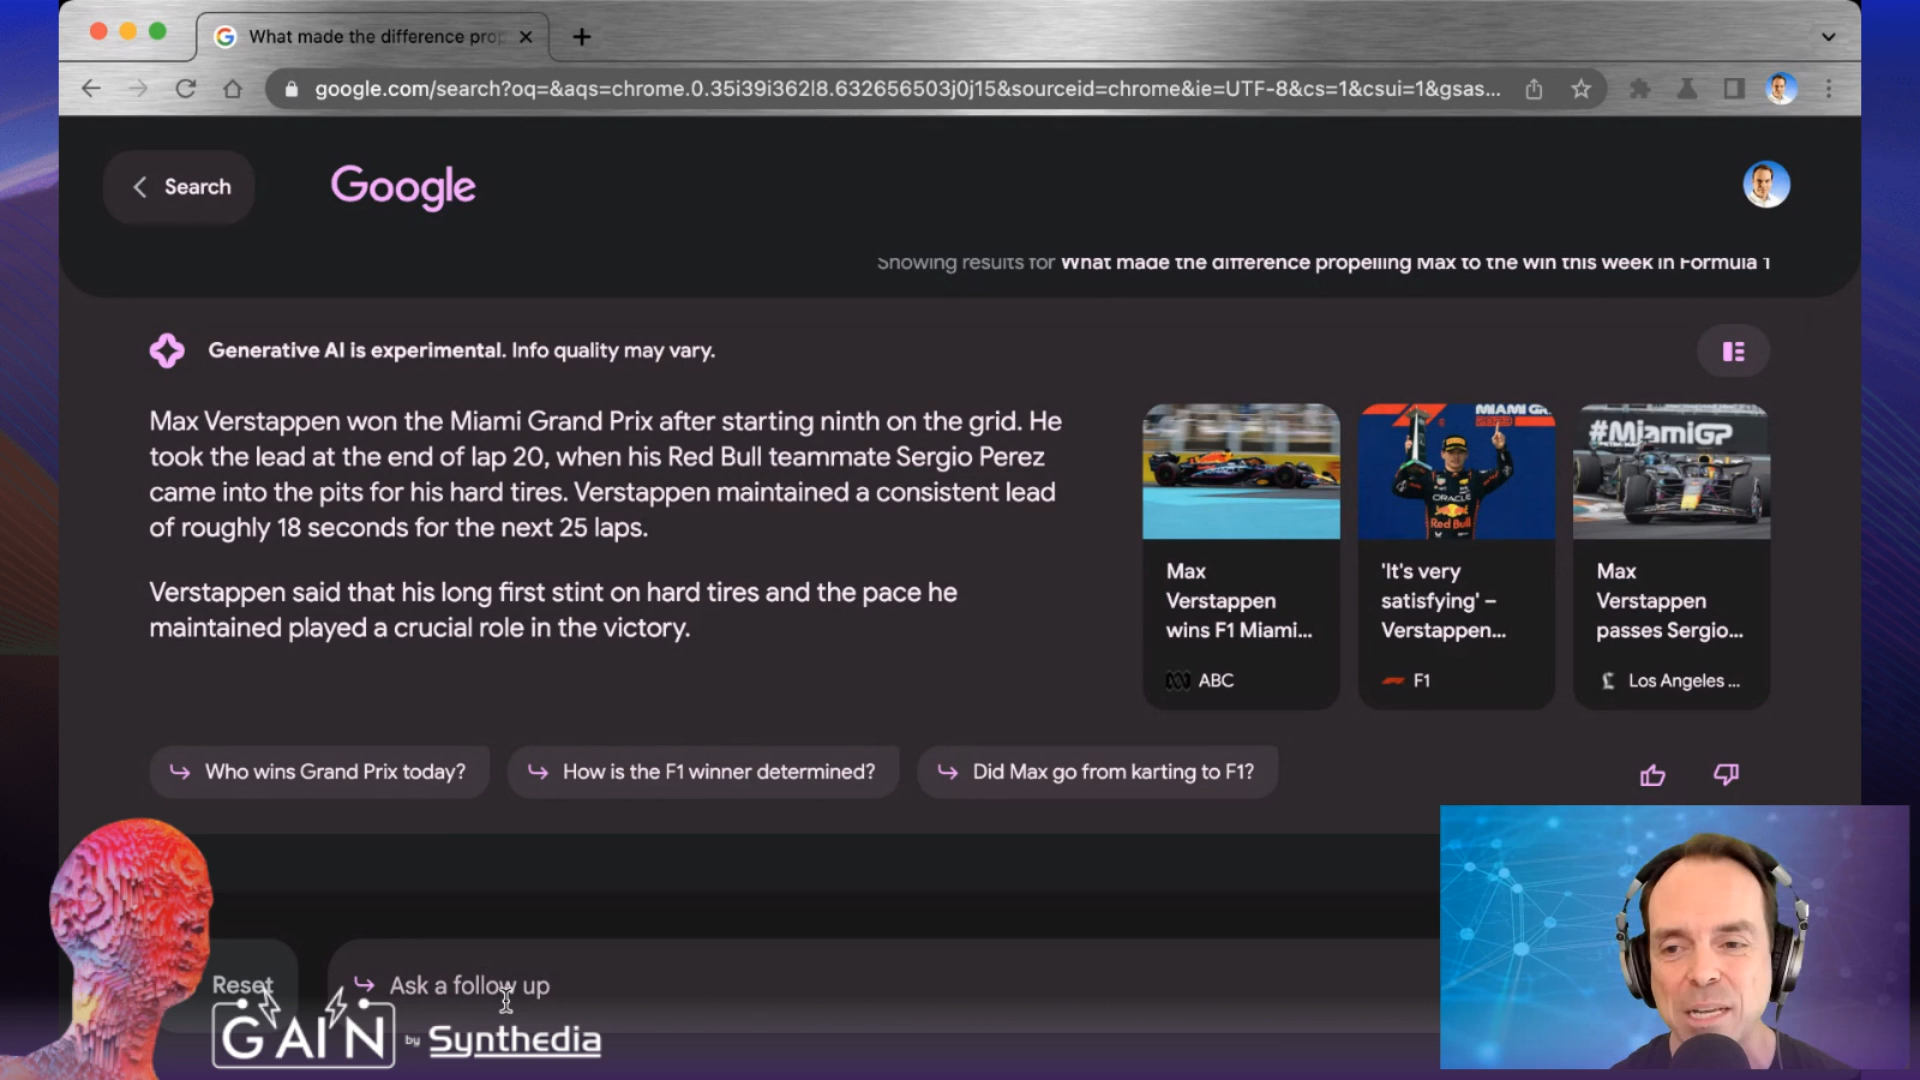 What made the difference prop
google.com/search?oq=&aqs=chrome.0.35i39i362l8.632656503j0j15&sourceid=chrome&ie=UTF-8&cs=1&csui=1&gsas...
Search
Google
Showing results for What made the difference propelling Max to the win this week in Formula 1
Generative AI is experimental. Info quality may vary.
Max Verstappen won the Miami Grand Prix after starting ninth on the grid. He
took the lead at the end of lap 20, when his Red Bull teammate Sergio Perez
came into the pits for his hard tires. Verstappen maintained a consistent lead
of roughly 18 seconds for the next 25 laps.
Verstappen said that his long first stint on hard tires and the pace he
maintained played a crucial role in the victory.
MIAMI G
ORACLE
Red Bull
#MiamiGP
Max
Verstappen
wins F1 Miami...
ABC
'It's very
satisfying' –
Verstappen...
F1
Max
Verstappen
passes Sergio...
Los Angeles ...
Who wins Grand Prix today?
How is the F1 winner determined?
Did Max go from karting to F1?
Reset
Ask a follow up
GAIN by Synthedia